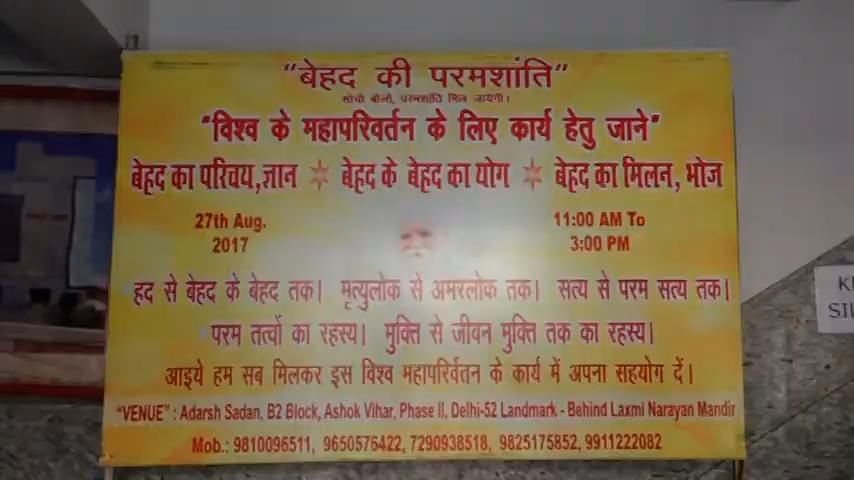 "बेहद की परमशांति"
सोचो बोलो, परमशांति मिल जायेगी।
"विश्व के महापरिवर्तन के लिए कार्य हेतु जाने"
बेहद का परिचय,ज्ञान ✶ बेहद के बेहद का योग ✶ बेहद का मिलन, भोज
27th Aug. 2017
11:00 AM To 3:00 PM
हद से बेहद के बेहद तक। मृत्युलोक से अमरलोक तक। सत्य से परम सत्य तक।
परम तत्वों का रहस्य। मुक्ति से जीवन मुक्ति तक का रहस्य।
आइये हम सब मिलकर इस विश्व महापरिर्वतन के कार्य में अपना सहयोग दें।
"VENUE" : Adarsh Sadan, B2 Block, Ashok Vihar, Phase II, Delhi-52 Landmark - Behind Laxmi Narayan Mandir
Mob.: 9810096511, 9650576422, 7290938518, 9825175852, 9911222082